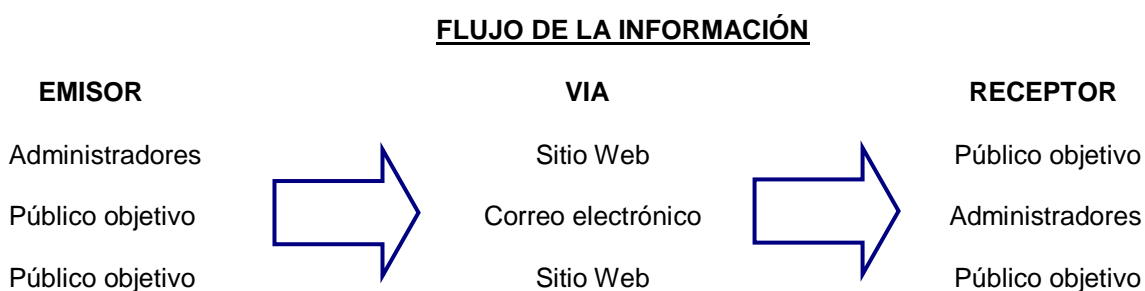 FLUJO DE LA INFORMACIÓN
EMISOR VIA RECEPTOR
Administradores Sitio Web Público objetivo
Público objetivo Correo electrónico Administradores
Público objetivo Sitio Web Público objetivo